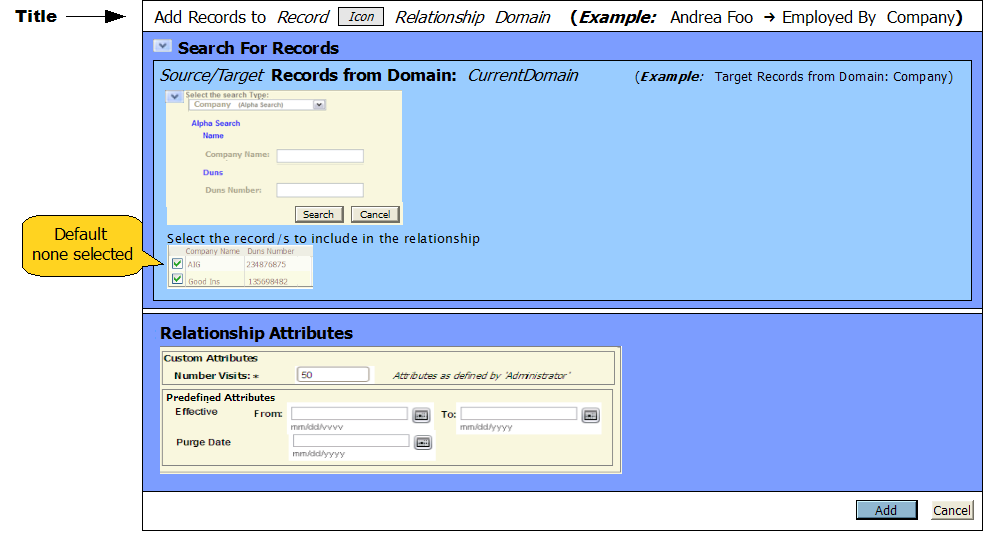 Title
Add Records to Record Icon Relationship Domain (Example: Andrea Foo → Employed By Company)
Search For Records
Source/Target Records from Domain: CurrentDomain (Example: Target Records from Domain: Company)
Select the search Type:
Company (Alpha Search)
Alpha Search
Name
Company Name:
Duns
Duns Number:
Search Cancel
Select the record/s to include in the relationship
Default
none selected
Company Name Duns Number
AIG 234876875
Good Ins 135698482
Relationship Attributes
Custom Attributes
Number Visits: * 50 Attributes as defined by 'Administrator'
Predefined Attributes
Effective From: To:
mm/dd/yyyy mm/dd/yyyy
Purge Date
mm/dd/yyyy
Add Cancel